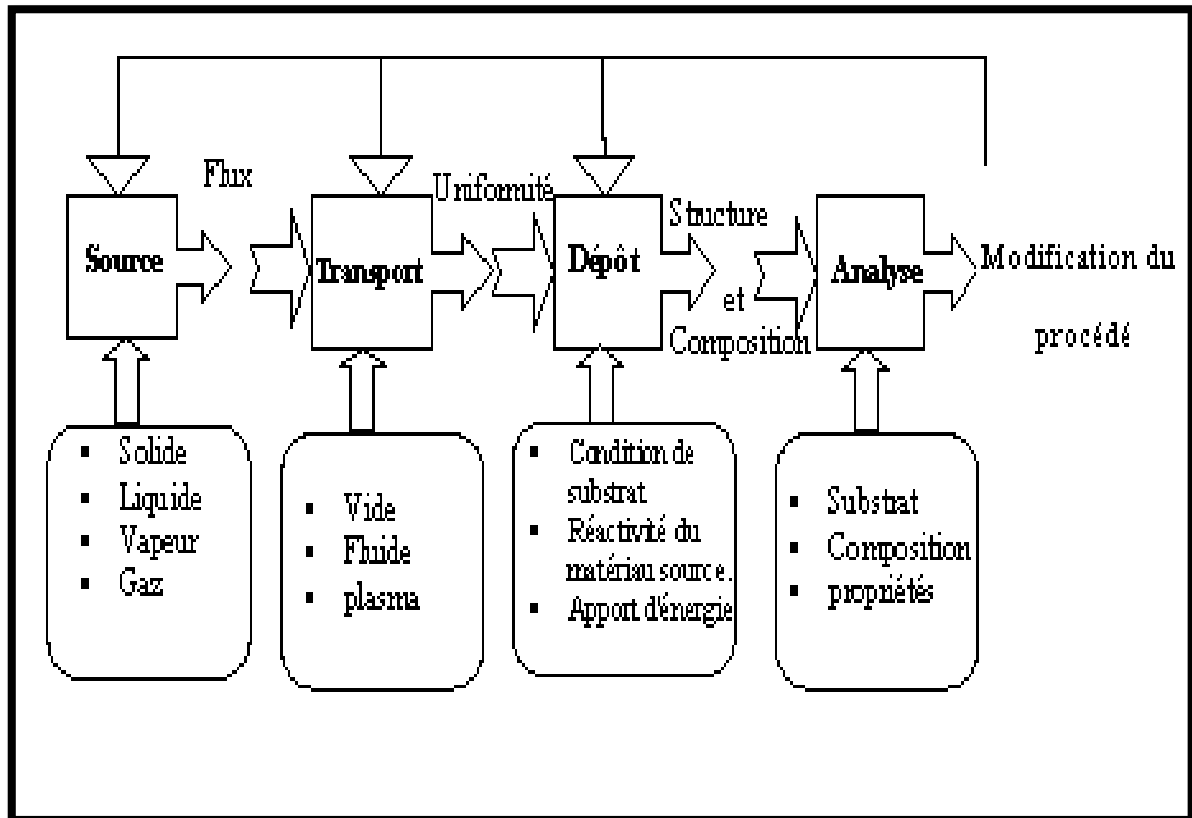 Flux
Uniformité
Structure
et
Composition
Source
Transport
Dépôt
Analyse
Modification du
procédé
▪ Solide
▪ Liquide
▪ Vapeur
▪ Gaz
▪ Vide
▪ Fluide
▪ plasma
▪ Condition de
substrat
▪ Réactivité du
matériau source.
▪ Apport d'énergie
▪ Substrat
▪ Composition
▪ propriétés